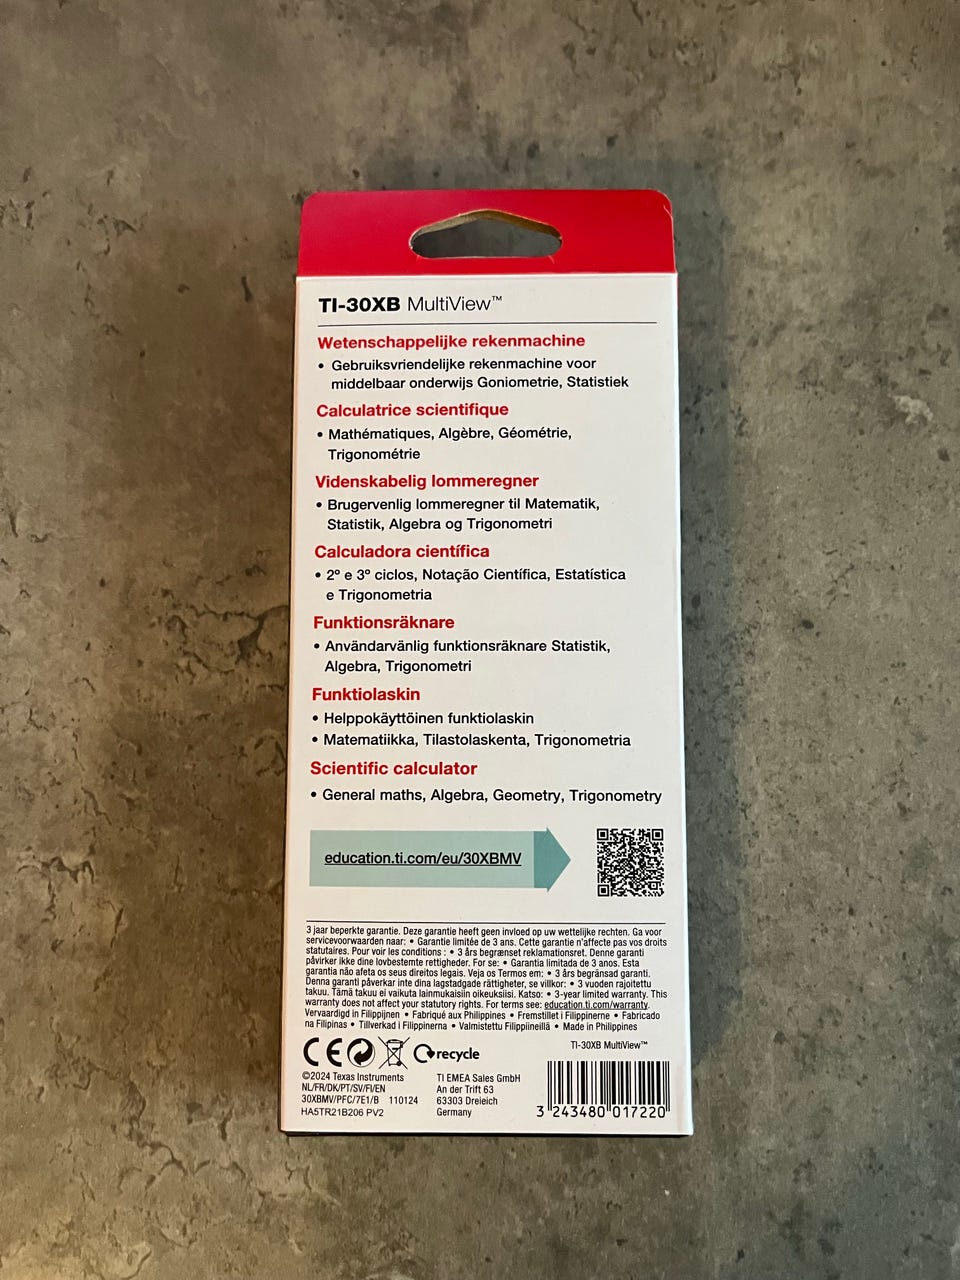 TI-30XB MultiView™
Wetenschappelijke rekenmachine
• Gebruiksvriendelijke rekenmachine voor
middelbaar onderwijs Goniometrie, Statistiek
Calculatrice scientifique
• Mathématiques, Algèbre, Géométrie,
Trigonométrie
Videnskabelig lommeregner
• Brugervenlig lommeregner til Matematik,
Statistik, Algebra og Trigonometri
Calculadora científica
• 2º e 3º ciclos, Notação Científica, Estatística
e Trigonometria
Funktionsräknare
• Användarvänlig funktionsräknare Statistik,
Algebra, Trigonometri
Funktiolaskin
• Helppokäyttöinen funktiolaskin
• Matematiikka, Tilastolaskenta, Trigonometria
Scientific calculator
• General maths, Algebra, Geometry, Trigonometry
education.ti.com/eu/30XBMV
3 jaar beperkte garantie. Deze garantie heeft geen invloed op uw wettelijke rechten. Ga voor
servicevoorwaarden naar: • Garantie limitée de 3 ans. Cette garantie n'affecte pas vos droits
statutaires. Pour voir les conditions : • 3 års begrænset reklamationsret. Denne garanti
påvirker ikke dine lovbestemte rettigheder. For se: • Garantia limitada de 3 anos. Esta
garantia não afeta os seus direitos legais. Veja os Termos em: • 3 års begränsad garanti.
Denna garanti påverkar inte dina lagstadgade rättigheter, se villkor: • 3 vuoden rajoitettu
takuu. Tämä takuu ei vaikuta lainmukaisiin oikeuksiisi. Katso: • 3-year limited warranty. This
warranty does not affect your statutory rights. For terms see: education.ti.com/warranty.
Vervaardigd in Filippijnen • Fabriqué aux Philippines • Fremstillet i Filippinerne • Fabricado
na Filipinas • Tillverkad i Filippinerna • Valmistettu Filippiineillä • Made in Philippines
TI-30XB MultiView™
CE recycle
©2024 Texas Instruments
NL/FR/DK/PT/SV/FI/EN
30XBMV/PFC/7E1/B 110124
HA5TR21B206 PV2
TI EMEA Sales GmbH
An der Trift 63
63303 Dreieich
Germany
3 243480 017220